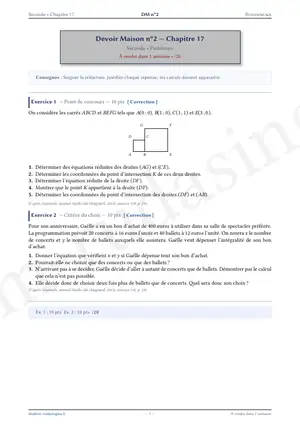 Seconde • Chapitre 17
DM n°2
Devoir Maison n°2 – Chapitre 17
Seconde • Printemps
À rendre dans 1 semaine • /20
Consignes : Soigner la rédaction. Justifier chaque réponse, les calculs doivent apparaître.
Exercice 1 • Point de concours — 10 pts [Correction]
On considère les carrés ABCD et BEFG tels que A(0; 0), B(1; 0), C(1; 1) et E(3; 0).
G F
D C
A B E
1. Déterminer des équations réduites des droites (AG) et (CE).
2. Déterminer les coordonnées du point d'intersection K de ces deux droites.
3. Déterminer l'équation réduite de la droite (DF).
4. Montrer que le point K appartient à la droite (DF).
5. Déterminer les coordonnées du point d'intersection des droites (DF) et (AB).
Exercice 2 • Critère du choix — 10 pts [Correction]
Pour son anniversaire, Gaëlle a eu un bon d'achat de 400 euros à utiliser dans sa salle de spectacles préférée.
La programmation prévoit 20 concerts à 16 euros l'unité et 40 ballets à 12 euros l'unité. On notera x le nombre
de concerts et y le nombre de ballets auxquels elle assistera. Gaëlle veut dépenser l'intégralité de son bon
d'achat.
1. Donner l'équation que vérifient x et y si Gaëlle dépense tout son bon d'achat.
2. Pourrait-elle ne choisir que des concerts ou que des ballets ?
3. N'arrivant pas à se décider, Gaëlle décide d'aller à autant de concerts que de ballets. Démontrer par le calcul
que cela n'est pas possible.
4. Elle décide donc de choisir deux fois plus de ballets que de concerts. Quel sera donc son choix ?
Ex. 1 : 10 pts Ex. 2 : 10 pts /20
– 1 –